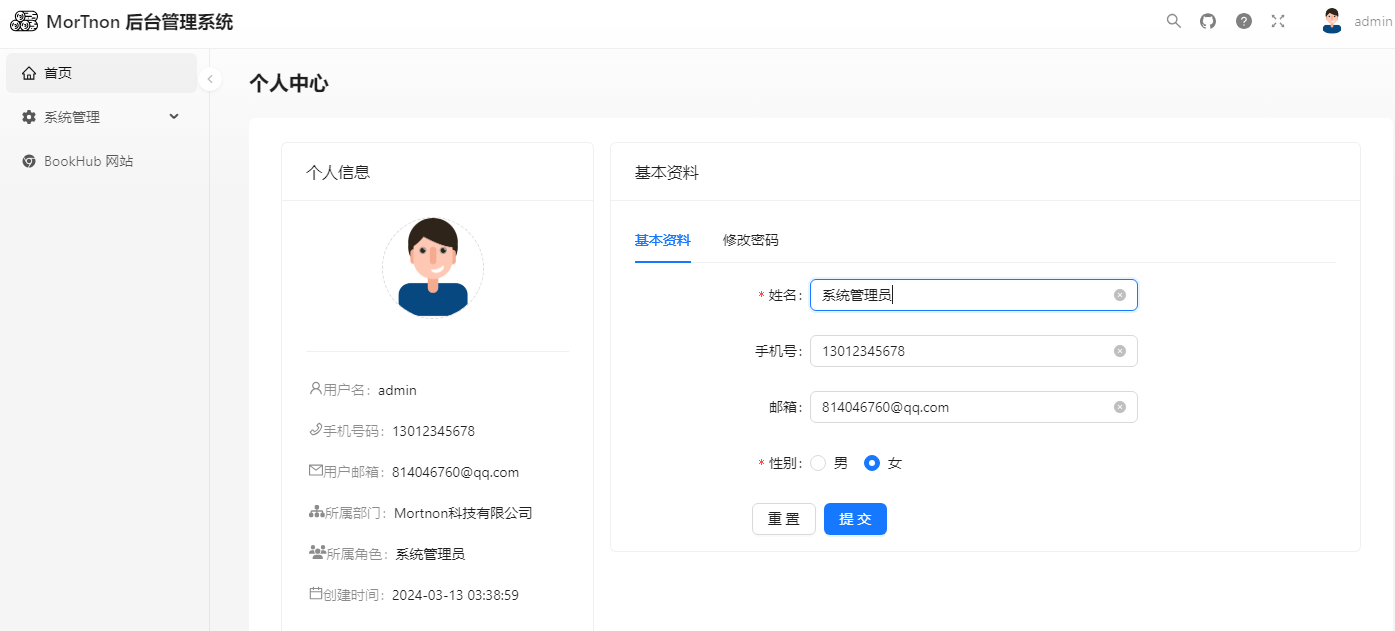 MorTnon 后台管理系统
admin
首页
系统管理
BookHub 网站
个人中心
个人信息
用户名： admin
手机号码： 13012345678
用户邮箱： 814046760@qq.com
所属部门： Mortnon科技有限公司
所属角色： 系统管理员
创建时间： 2024-03-13 03:38:59
基本资料
基本资料 修改密码
* 姓名： 系统管理员
手机号： 13012345678
邮箱： 814046760@qq.com
* 性别： 男 女
重 置 提 交